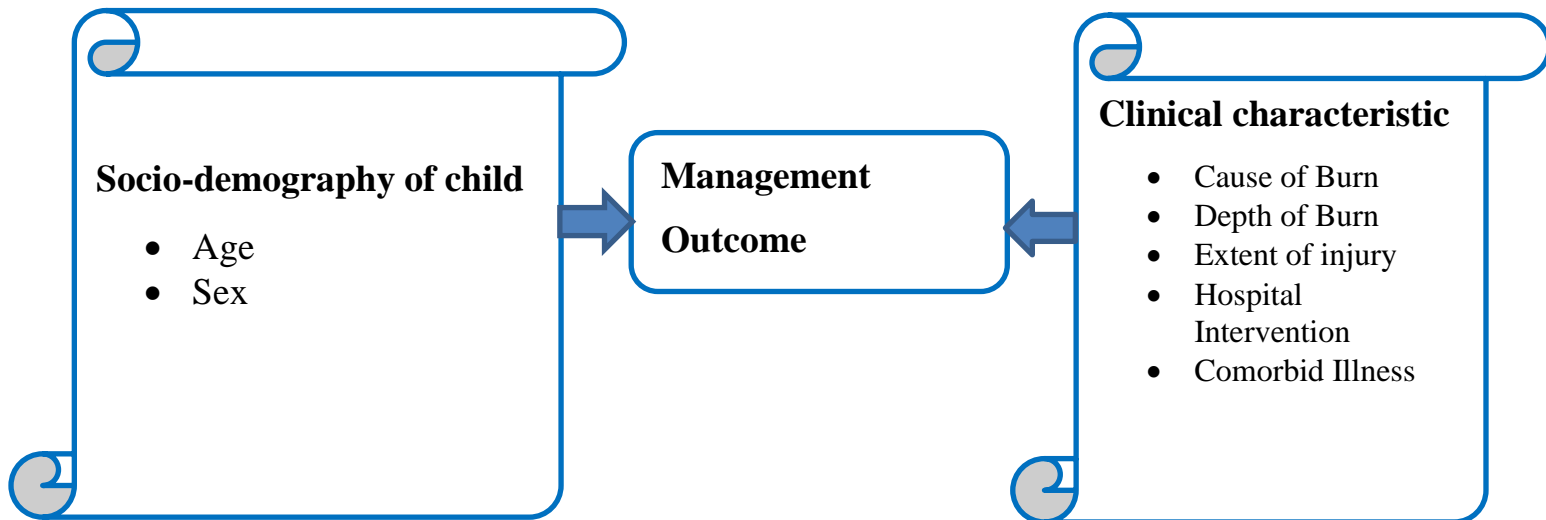 Socio-demography of child
• Age
• Sex
Management
Outcome
Clinical characteristic
• Cause of Burn
• Depth of Burn
• Extent of injury
• Hospital
Intervention
• Comorbid Illness